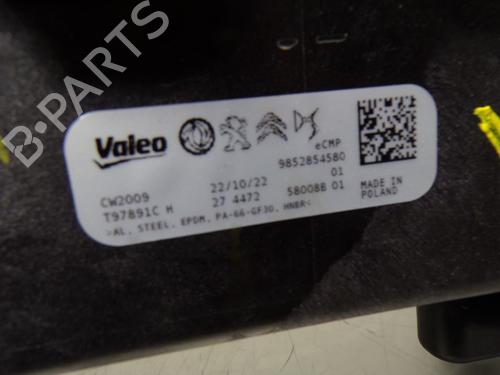 B-PARTS
Valeo
eCMP
9852854580
CW2009 22/10/22 01
T97891C H 27 4472 58008B 01
>AL, STEEL, EPDM, PA-66-GF30, HNBR<
MADE IN
POLAND